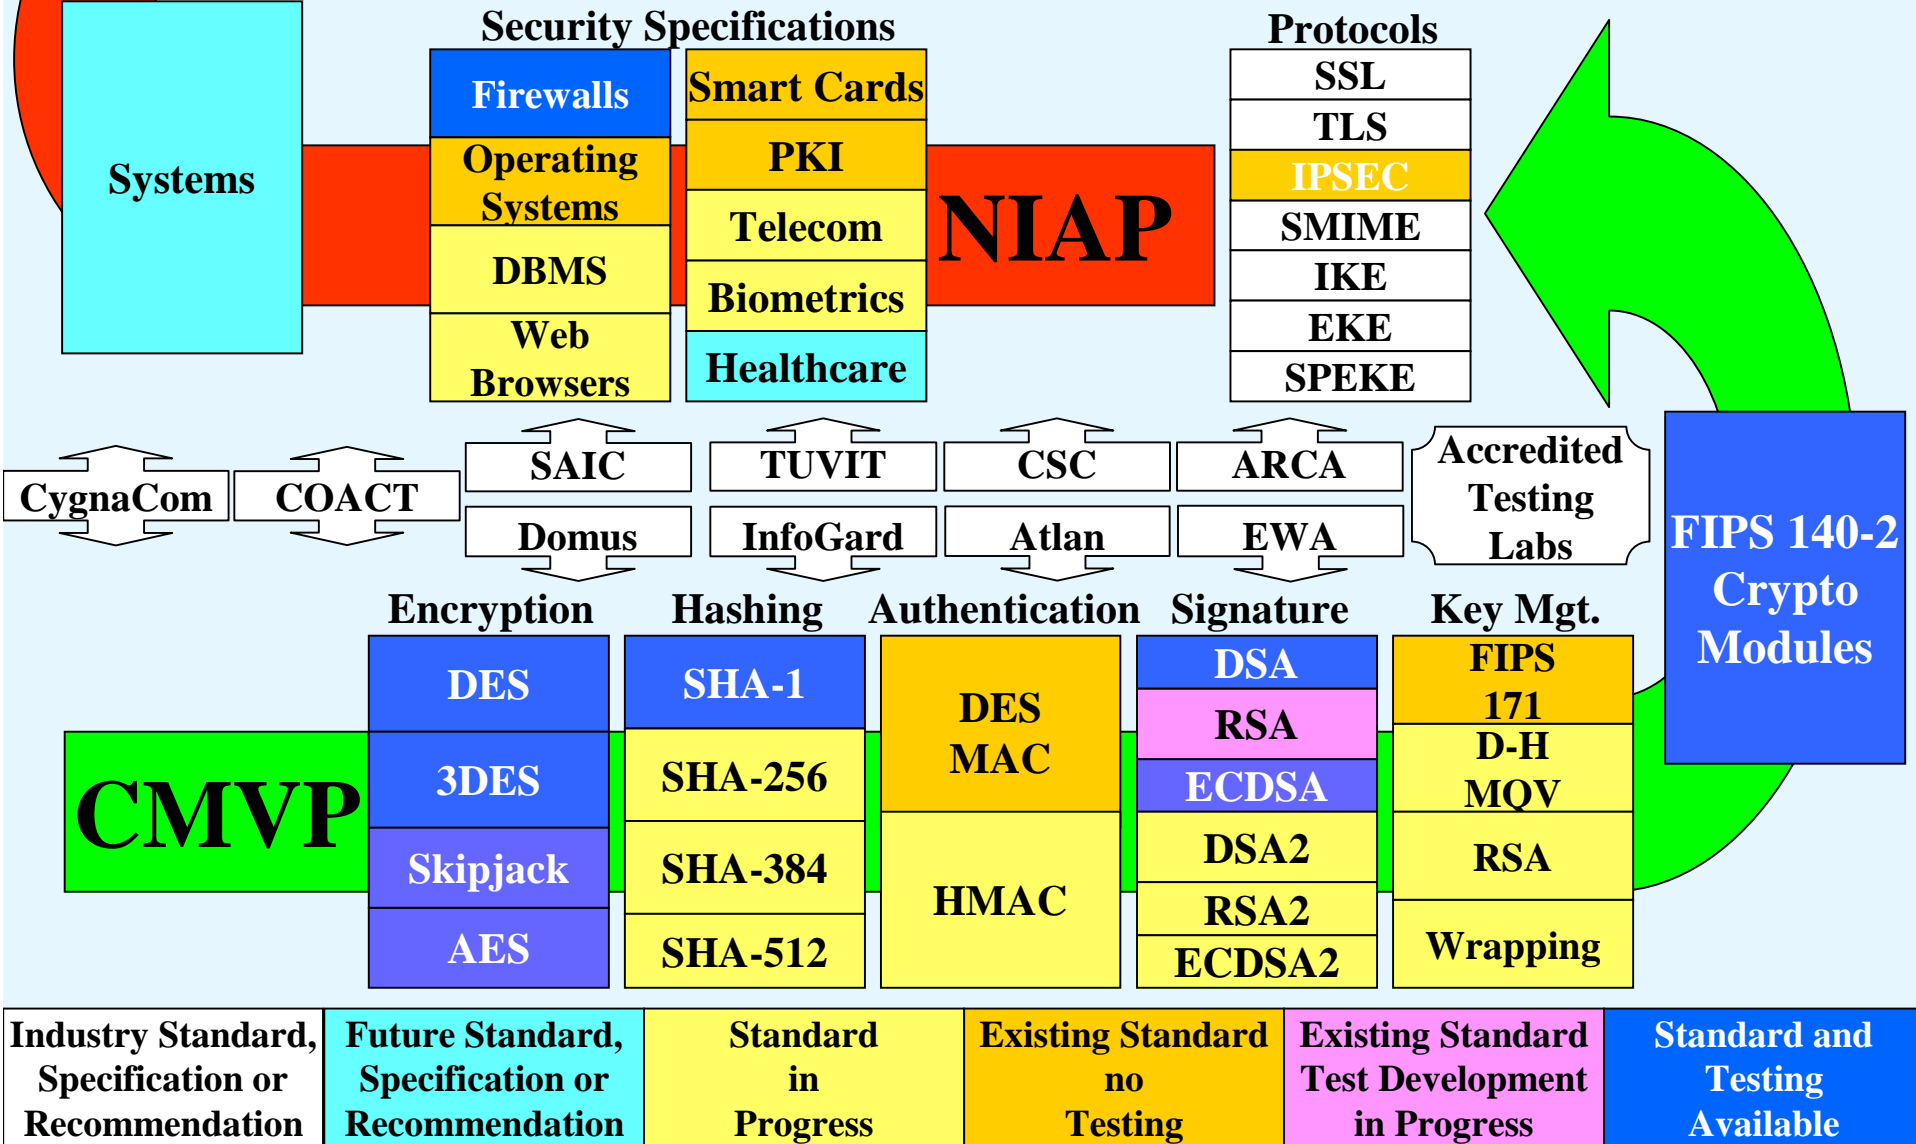 Security Specifications
Protocols
Systems
Firewalls
Operating
Systems
DBMS
Web
Browsers
Smart Cards
PKI
Telecom
Biometrics
Healthcare
NIAP
SSL
TLS
IPSEC
SMIME
IKE
EKE
SPEKE
CygnaCom
COACT
SAIC
TUVIT
CSC
ARCA
Domus
InfoGard
Atlan
EWA
Accredited
Testing
Labs
FIPS 140-2
Crypto
Modules
CMVP
Encryption
DES
3DES
Skipjack
AES
Hashing
SHA-1
SHA-256
SHA-384
SHA-512
Authentication
DES
MAC
HMAC
Signature
DSA
RSA
ECDSA
DSA2
RSA2
ECDSA2
Key Mgt.
FIPS
171
D-H
MQV
RSA
Wrapping
Industry Standard,
Specification or
Recommendation
Future Standard,
Specification or
Recommendation
Standard
in
Progress
Existing Standard
no
Testing
Existing Standard
Test Development
in Progress
Standard and
Testing
Available